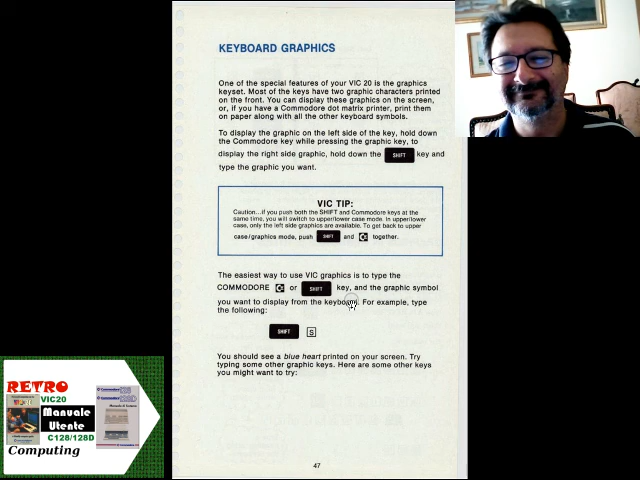 KEYBOARD GRAPHICS
One of the special features of your VIC 20 is the graphics
keyset. Most of the keys have two graphic characters printed
on the front. You can display these graphics on the screen,
or, if you have a Commodore dot matrix printer, print them
on paper along with all the other keyboard symbols.
To display the graphic on the left side of the key, hold down
the Commodore key while pressing the graphic key, to
display the right side graphic, hold down the SHIFT key and
type the graphic you want.
VIC TIP:
Caution...if you push both the SHIFT and Commodore keys at the
same time, you will switch to upper/lower case mode. In upper/lower
case, only the left side graphics are available. To get back to upper
case/graphics mode, push SHIFT and together.
The easiest way to use VIC graphics is to type the
COMMODORE or SHIFT key, and the graphic symbol
you want to display from the keyboard. For example, type
the following:
SHIFT S
You should see a blue heart printed on your screen. Try
typing some other graphic keys. Here are some other keys
you might want to try:
47
RETRO
VIC20
Manuale
Utente
C128/128D
Computing